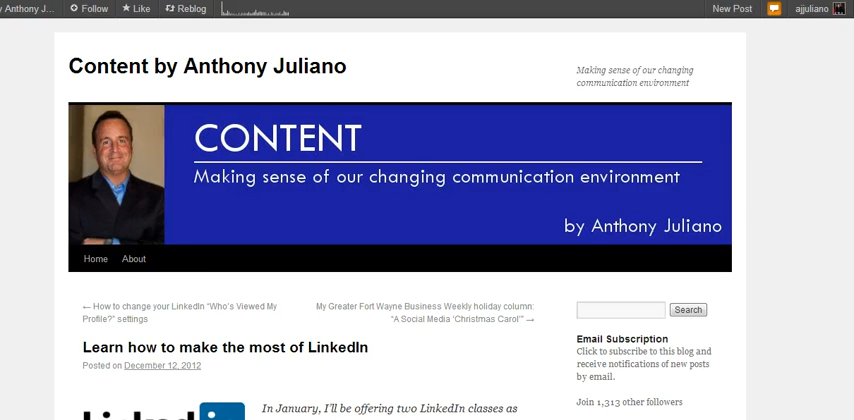 y Anthony J... Follow Like Reblog New Post ajjuliano
Content by Anthony Juliano
Making sense of our changing
communication environment
CONTENT
Making sense of our changing communication environment
by Anthony Juliano
Home About
← How to change your LinkedIn “Who’s Viewed My
Profile?” settings
My Greater Fort Wayne Business Weekly holiday column:
“A Social Media ‘Christmas Carol’” →
Learn how to make the most of LinkedIn
Posted on December 12, 2012
Linked in
In January, I’ll be offering two LinkedIn classes as
Search
Email Subscription
Click to subscribe to this blog and
receive notifications of new posts
by email.
Join 1,313 other followers